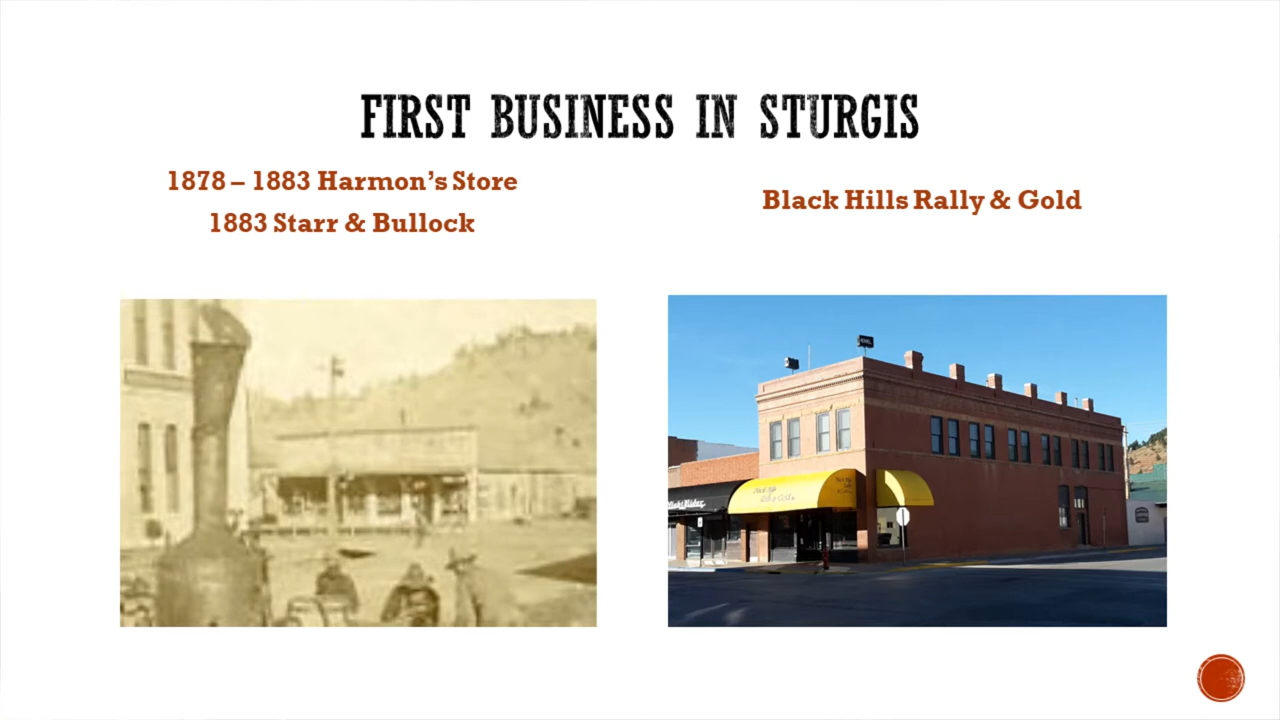 FIRST BUSINESS IN STURGIS
1878 – 1883 Harmon's Store
1883 Starr & Bullock
Black Hills Rally & Gold